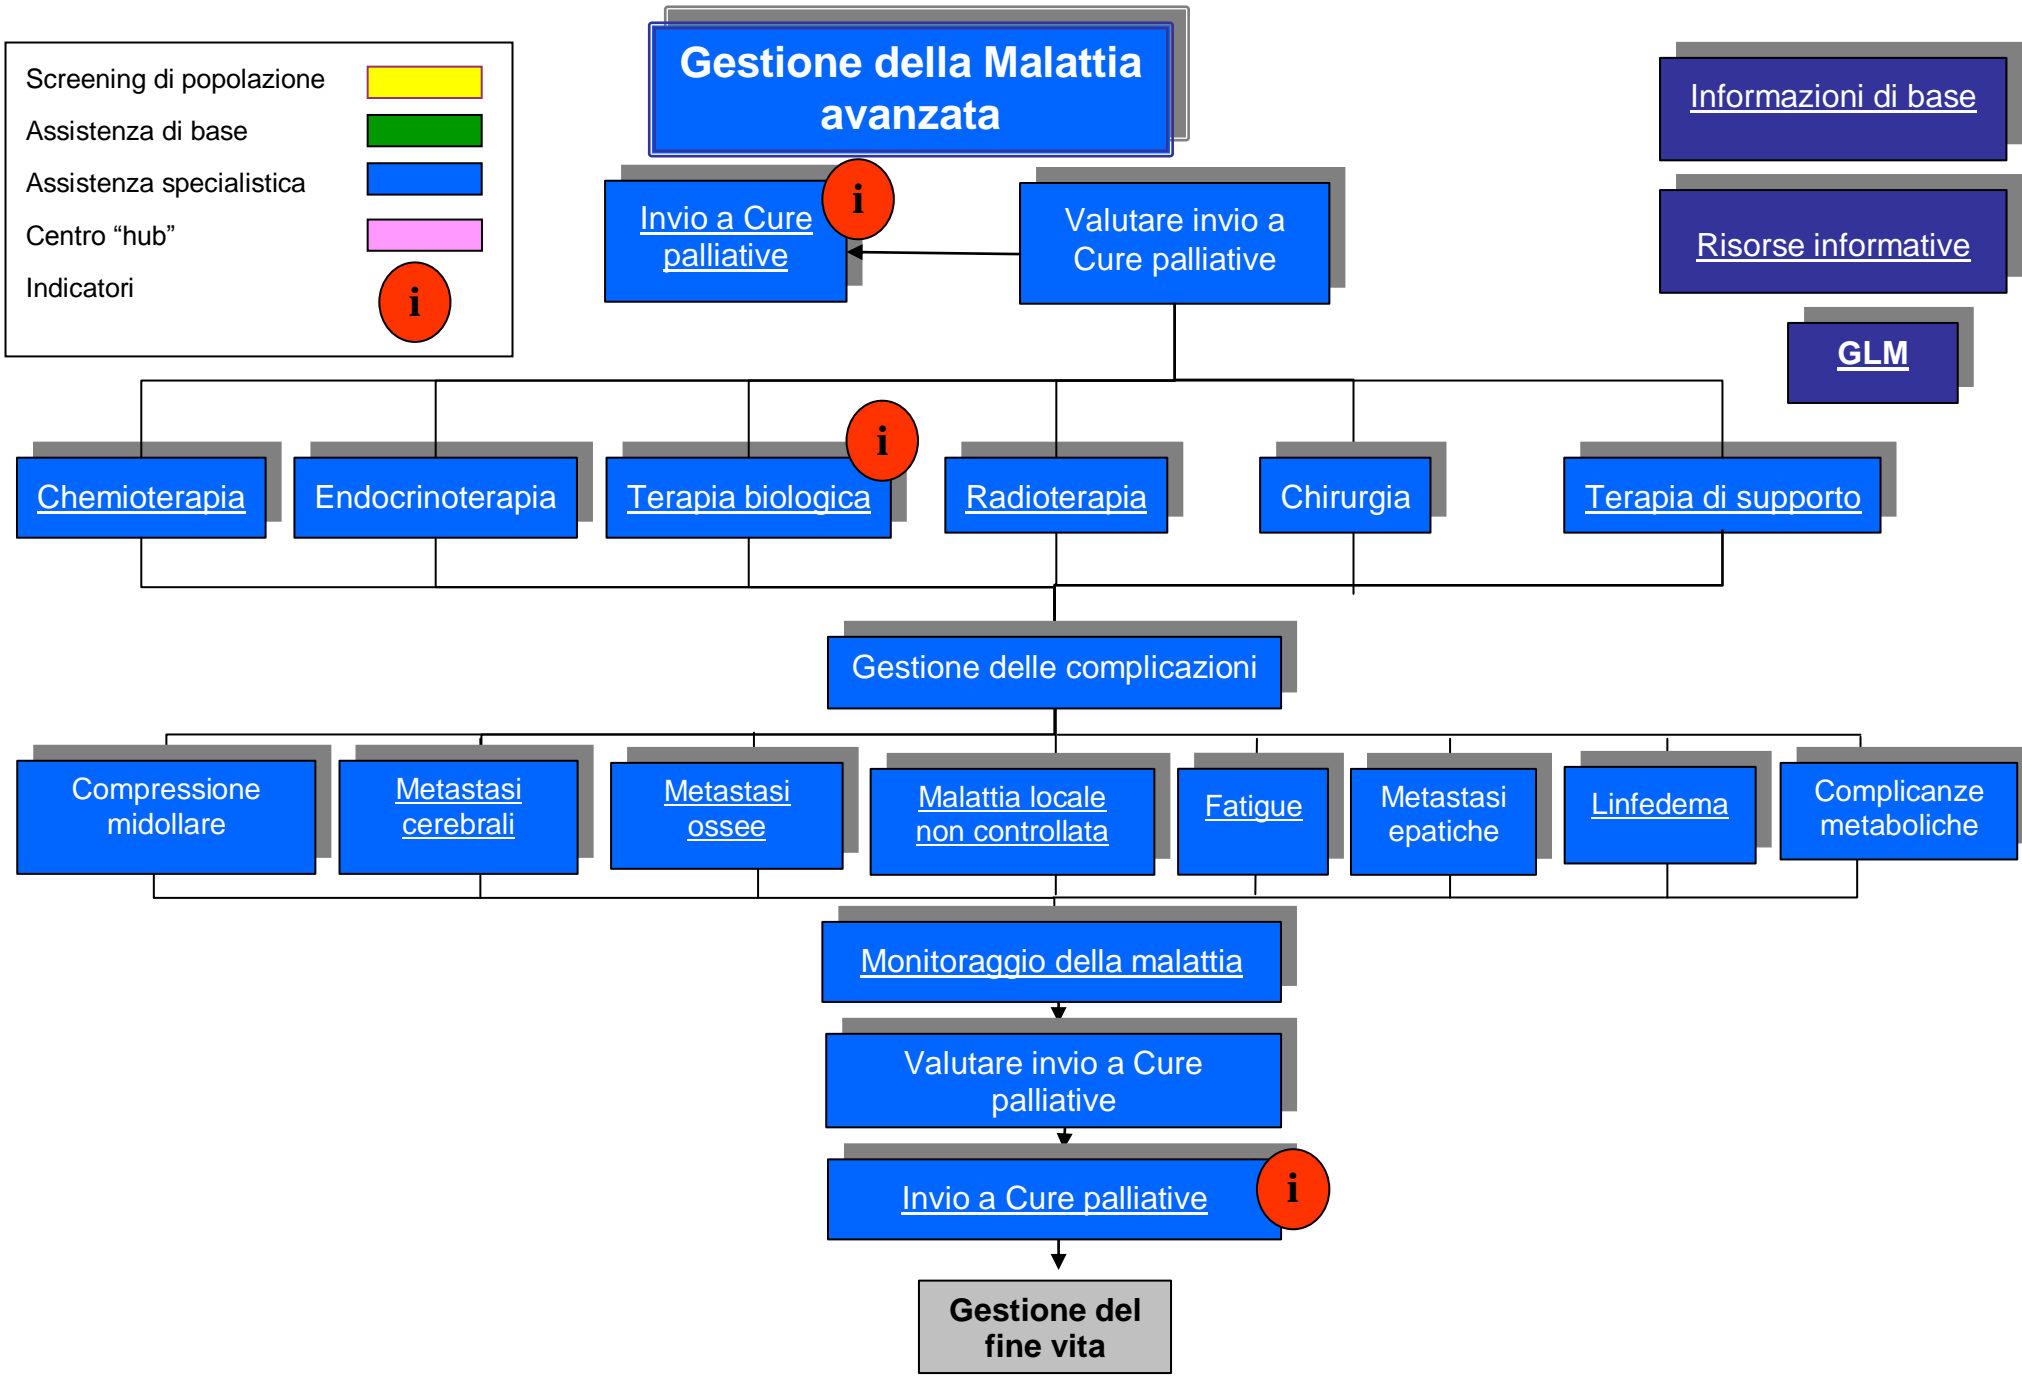 Gestione della Malattia
avanzata
Screening di popolazione
Assistenza di base
Assistenza specialistica
Centro “hub”
Indicatori
i
Informazioni di base
Risorse informative
GLM
Invio a Cure
palliative
i
Valutare invio a
Cure palliative
Chemioterapia
Endocrinoterapia
Terapia biologica
i
Radioterapia
Chirurgia
Terapia di supporto
Gestione delle complicazioni
Compressione
midollare
Metastasi
cerebrali
Metastasi
ossee
Malattia locale
non controllata
Fatigue
Metastasi
epatiche
Linfedema
Complicanze
metaboliche
Monitoraggio della malattia
Valutare invio a Cure
palliative
Invio a Cure palliative
i
Gestione del
fine vita